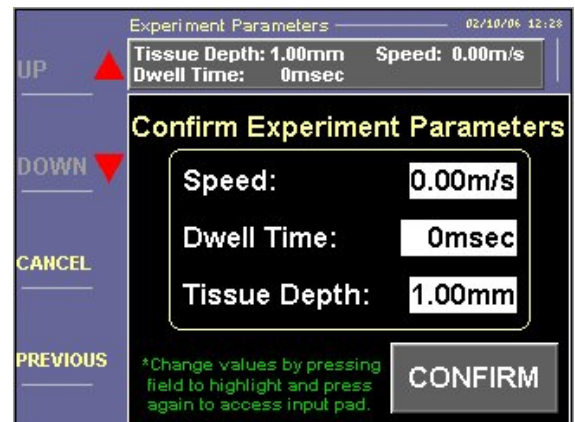 Experiment Parameters 02/10/06 12:28
Tissue Depth: 1.00mm Speed: 0.00m/s
Dwell Time: 0msec
UP
DOWN
CANCEL
PREVIOUS
Confirm Experiment Parameters
Speed: 0.00m/s
Dwell Time: 0msec
Tissue Depth: 1.00mm
*Change values by pressing
field to highlight and press
again to access input pad.
CONFIRM